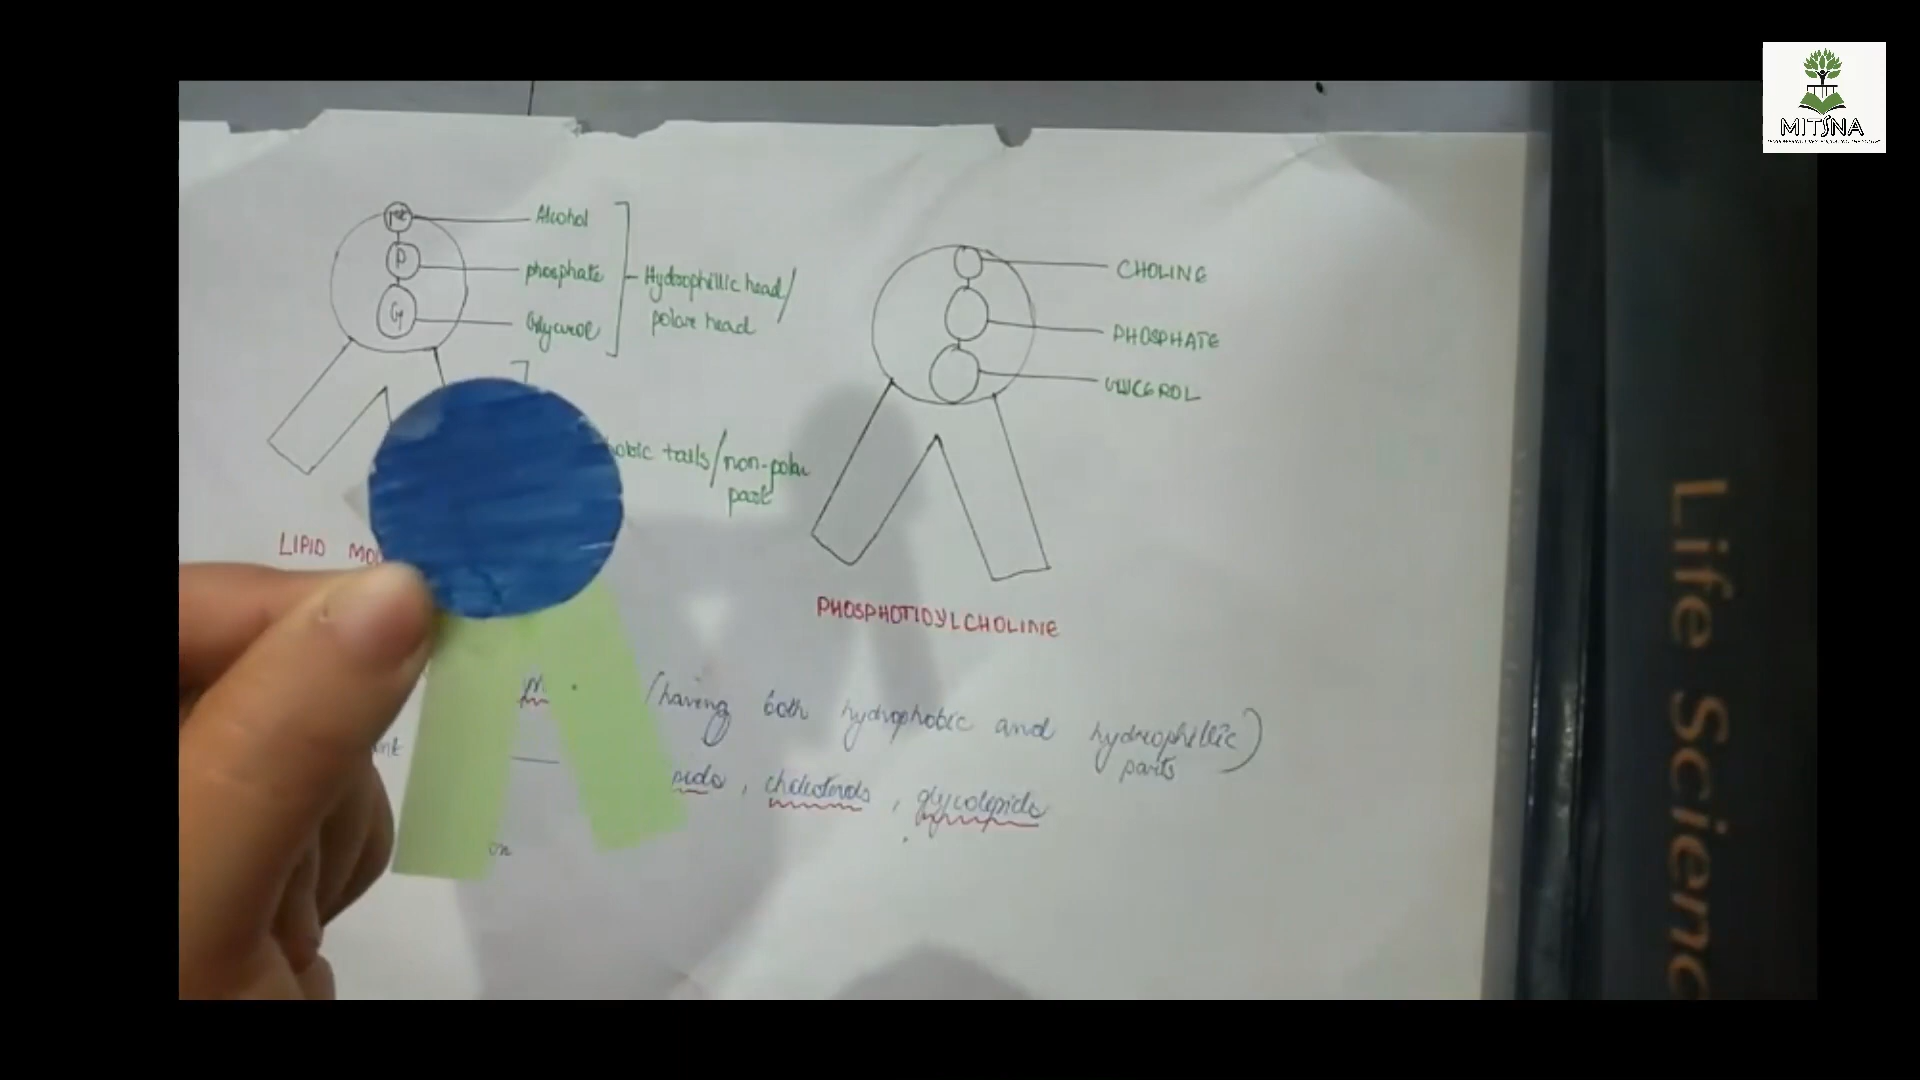 MITSNA
Alcohol
phosphate
Glycerol
Hydrophillic head/
polar head
tails/non-polar
part
LIPID
CHOLINE
PHOSPHATE
GLYCEROL
PHOSPHOTIDYLCHOLINE
(having both hydrophobic and hydrophillic)
parts
, cholesterols , glycolipids
Life Scienc